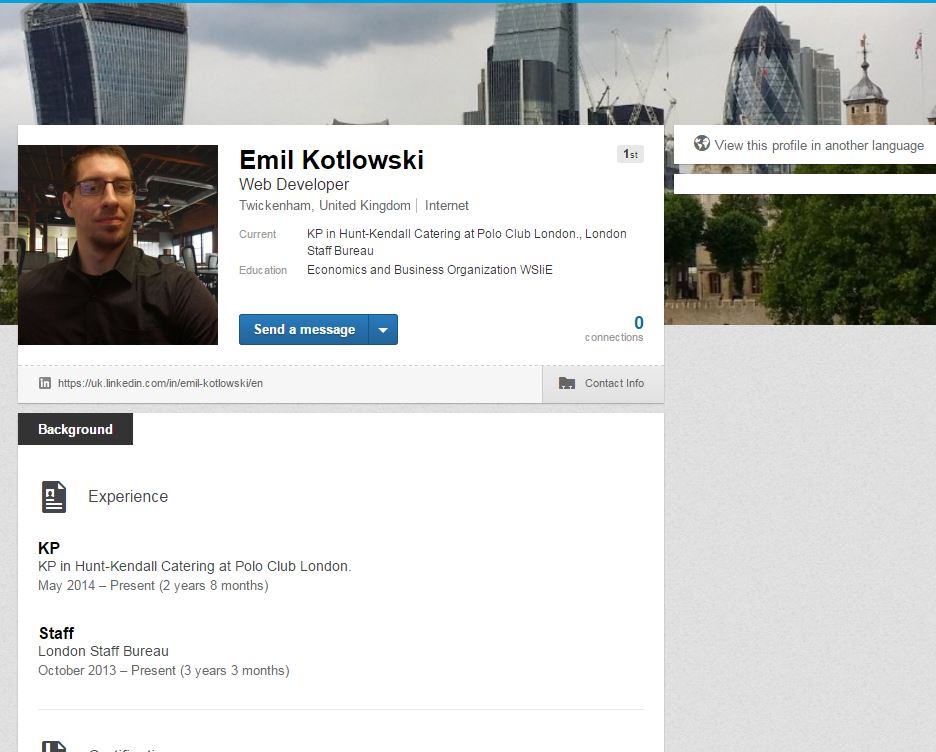 View this profile in another language
Emil Kotlowski
1st
Web Developer
Twickenham, United Kingdom | Internet
Current KP in Hunt-Kendall Catering at Polo Club London., London
Staff Bureau
Education Economics and Business Organization WSIiE
Send a message
0
connections
in https://uk.linkedin.com/in/emil-kotlowski/en
Contact Info
Background
Experience
KP
KP in Hunt-Kendall Catering at Polo Club London.
May 2014 – Present (2 years 8 months)
Staff
London Staff Bureau
October 2013 – Present (3 years 3 months)